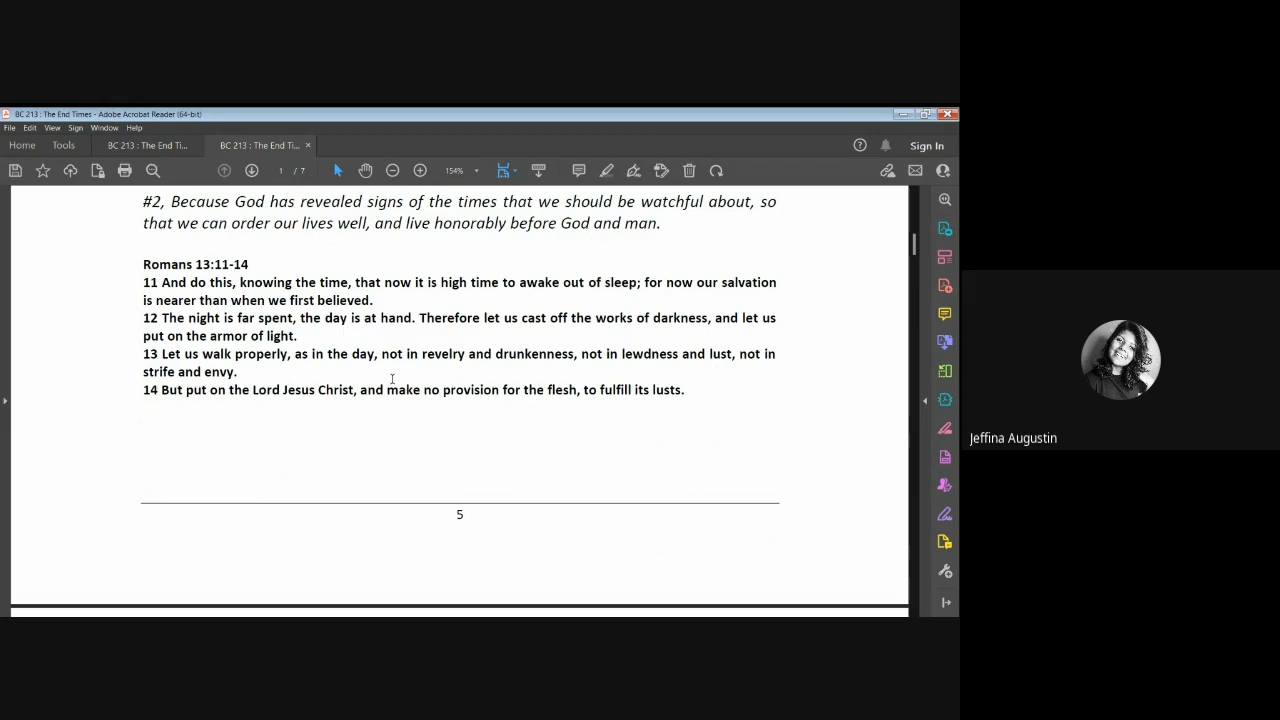 BC 213 : The End Times - Adobe Acrobat Reader (64-bit)
File Edit View Sign Window Help
Home Tools BC 213 : The End Ti... BC 213 : The End Ti... × Sign In
1 / 7 154%
#2, Because God has revealed signs of the times that we should be watchful about, so
that we can order our lives well, and live honorably before God and man.
Romans 13:11-14
11 And do this, knowing the time, that now it is high time to awake out of sleep; for now our salvation
is nearer than when we first believed.
12 The night is far spent, the day is at hand. Therefore let us cast off the works of darkness, and let us
put on the armor of light.
13 Let us walk properly, as in the day, not in revelry and drunkenness, not in lewdness and lust, not in
strife and envy.
14 But put on the Lord Jesus Christ, and make no provision for the flesh, to fulfill its lusts.
5
Jeffina Augustin